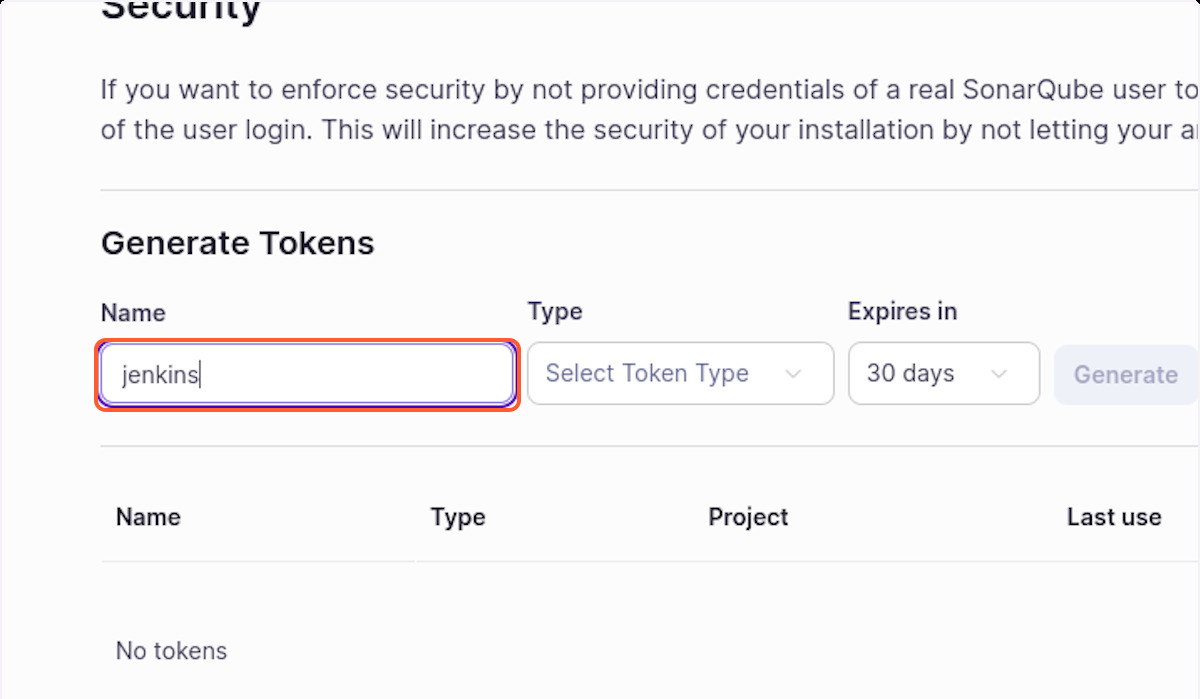 Security
If you want to enforce security by not providing credentials of a real SonarQube user to
of the user login. This will increase the security of your installation by not letting your
Generate Tokens
Name Type Expires in
jenkins Select Token Type 30 days Generate
Name Type Project Last use
No tokens